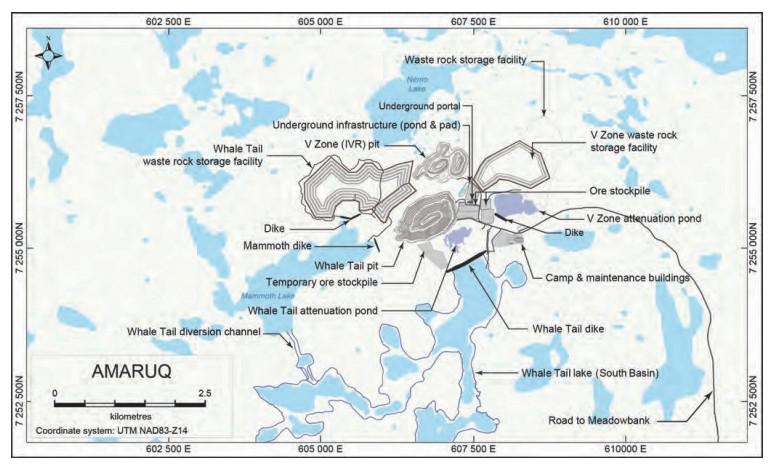 602 500 E
605 000 E
607 500 E
610 000 E
N
Waste rock storage facility
Nemo
Lake
7 257 500N
7 257 500N
Underground portal
Underground infrastructure (pond & pad)
V Zone (IVR) pit
Whale Tail
waste rock storage facility
V Zone waste rock
storage facility
Ore stockpile
V Zone attenuation pond
Dike
Dike
Mammoth dike
7 255 000N
7 255 000N
Whale Tail pit
Temporary ore stockpile
Camp & maintenance buildings
Mammoth Lake
Whale Tail attenuation pond
Whale Tail diversion channel
Whale Tail dike
AMARUQ
Whale Tail lake (South Basin)
0
2.5
kilometres
Coordinate system: UTM NAD83-Z14
7 252 500N
7 252 500N
Road to Meadowbank
602 500 E
605 000 E
607 500 E
610 000 E